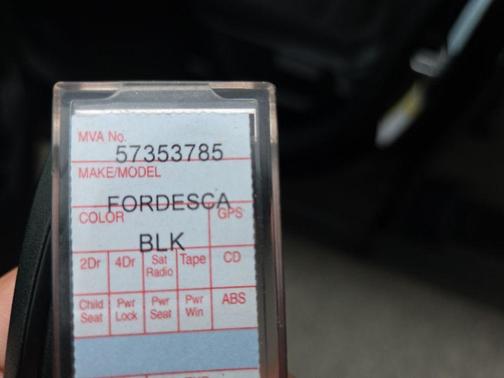 MVA No.
57353785
MAKE/MODEL
FORDESCA
COLOR GPS
BLK
2Dr 4Dr Sat Radio Tape CD
Child Seat Pwr Lock Pwr Seat Pwr Win ABS